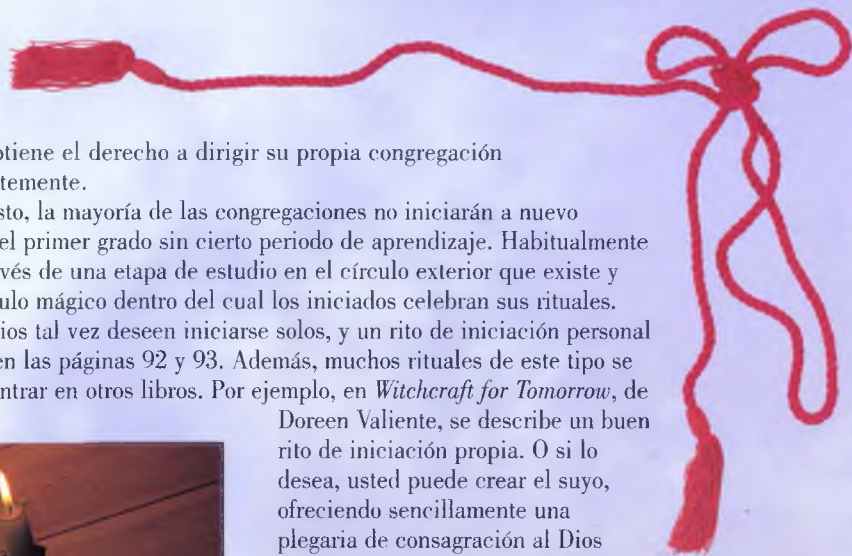 tiene el derecho a dirigir su propia congregación
temente.
sto, la mayoría de las congregaciones no iniciarán a nuevo
el primer grado sin cierto periodo de aprendizaje. Habitualmente
vés de una etapa de estudio en el círculo exterior que existe y
ulo mágico dentro del cual los iniciados celebran sus rituales.
ios tal vez deseen iniciarse solos, y un rito de iniciación personal
en las páginas 92 y 93. Además, muchos rituales de este tipo se
ntrar en otros libros. Por ejemplo, en Witchcraft for Tomorrow, de
Doreen Valiente, se describe un buen
rito de iniciación propia. O si lo
desea, usted puede crear el suyo,
ofreciendo sencillamente una
plegaria de consagración al Dios